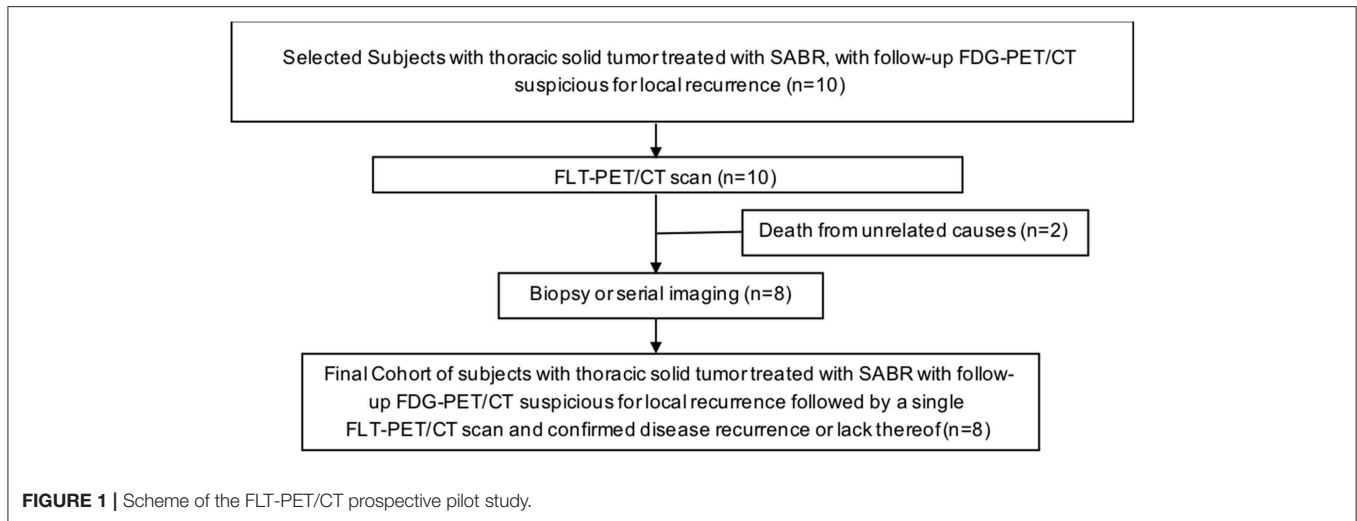 Selected Subjects with thoracic solid tumor treated with SABR, with follow-up FDG-PET/CT
suspicious for local recurrence (n=10)
FLT-PET/CT scan (n=10)
Death from unrelated causes (n=2)
Biopsy or serial imaging (n=8)
Final Cohort of subjects with thoracic solid tumor treated with SABR with follow-
up FDG-PET/CT suspicious for local recurrence followed by a single
FLT-PET/CT scan and confirmed disease recurrence or lack thereof (n=8)
FIGURE 1 | Scheme of the FLT-PET/CT prospective pilot study.